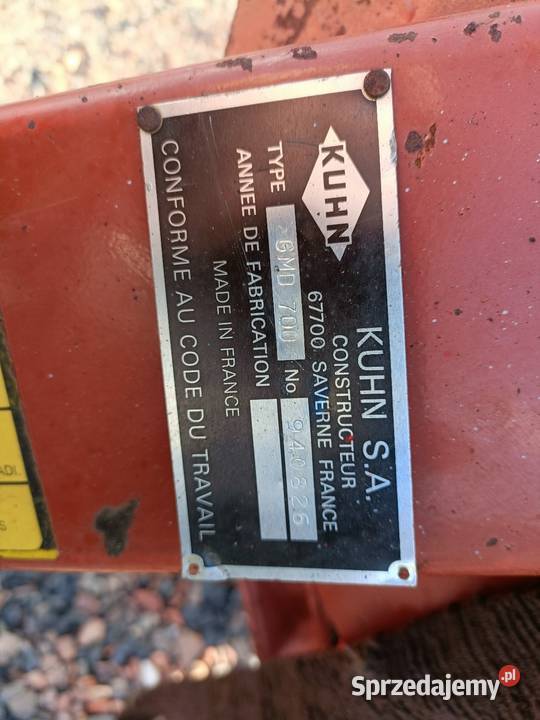 KUHN
KUHN S.A.
CONSTRUCTEUR
67700 SAVERNE FRANCE
TYPE GMD 700 No 940826
ANNEE DE FABRICATION
MADE IN FRANCE
CONFORME AU CODE DU TRAVAIL
ADI.
S
Sprzedajemy.pl